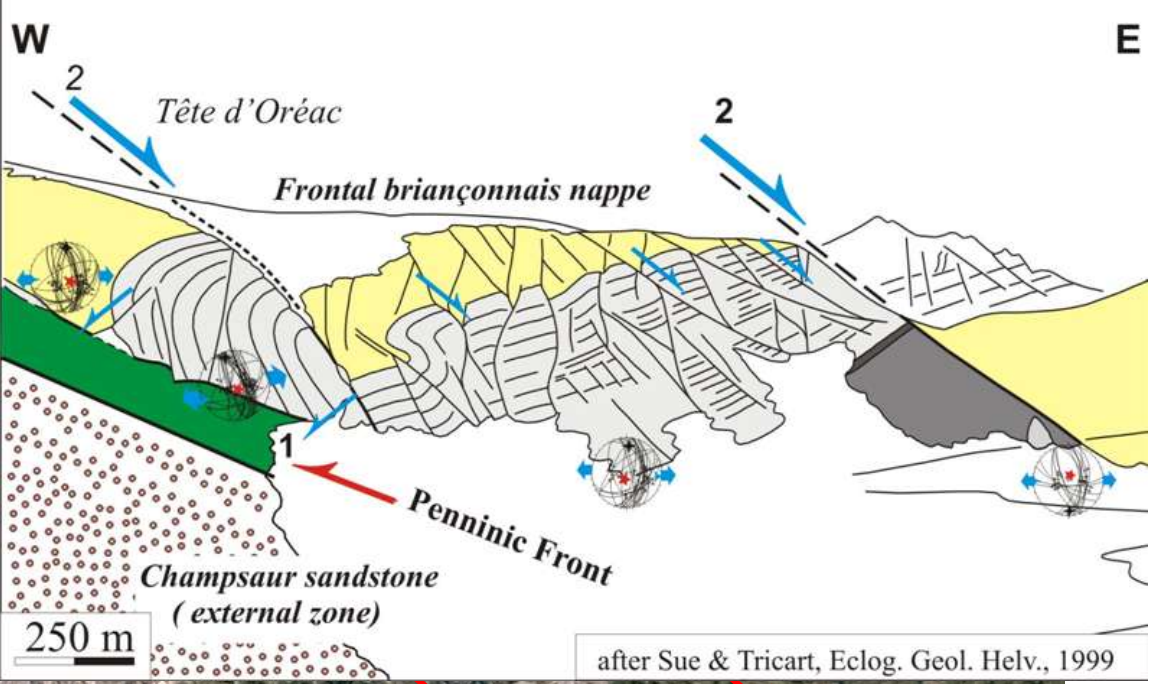 W
E
2
Tête d'Oréac
2
Frontal briançonnais nappe
1
Penninic Front
Champsaur sandstone
( external zone)
250 m
after Sue & Tricart, Eclog. Geol. Helv., 1999